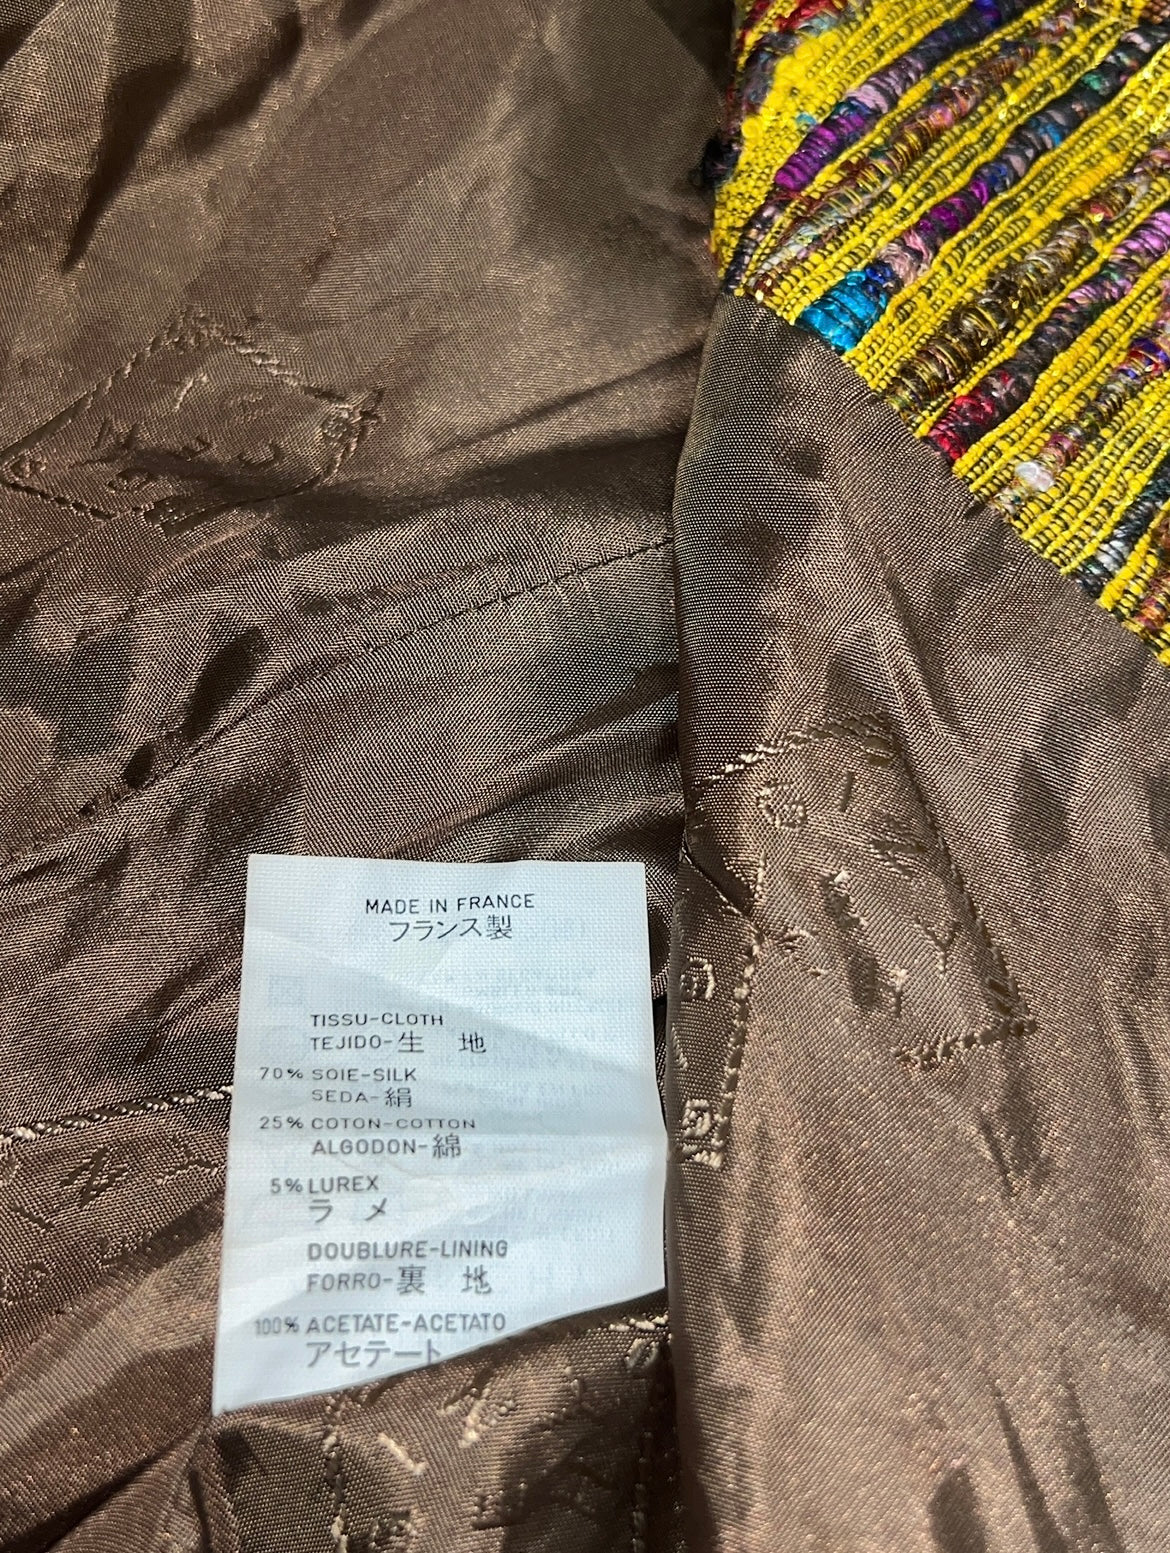 MADE IN FRANCE
フランス製
TISSU-CLOTH
TEJIDO-生 地
70% SOIE-SILK
SEDA-絹
25% COTON-COTTON
ALGODON-綿
5% LUREX
ラ メ
DOUBLURE-LINING
FORRO-裏 地
100% ACETATE-ACETATO
アセテート